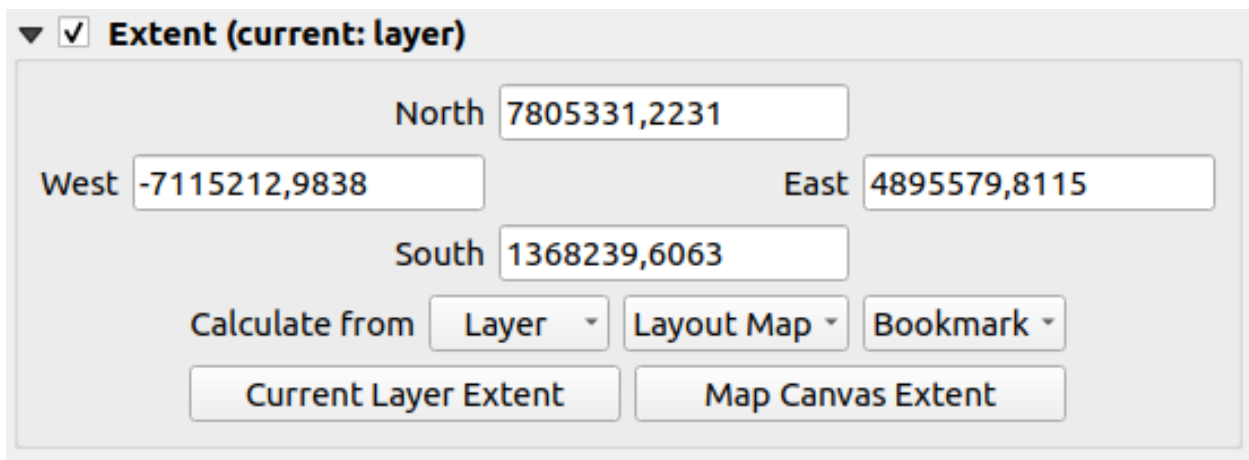 Extent (current: layer)
North 7805331,2231
West -7115212,9838 East 4895579,8115
South 1368239,6063
Calculate from Layer Layout Map Bookmark
Current Layer Extent Map Canvas Extent